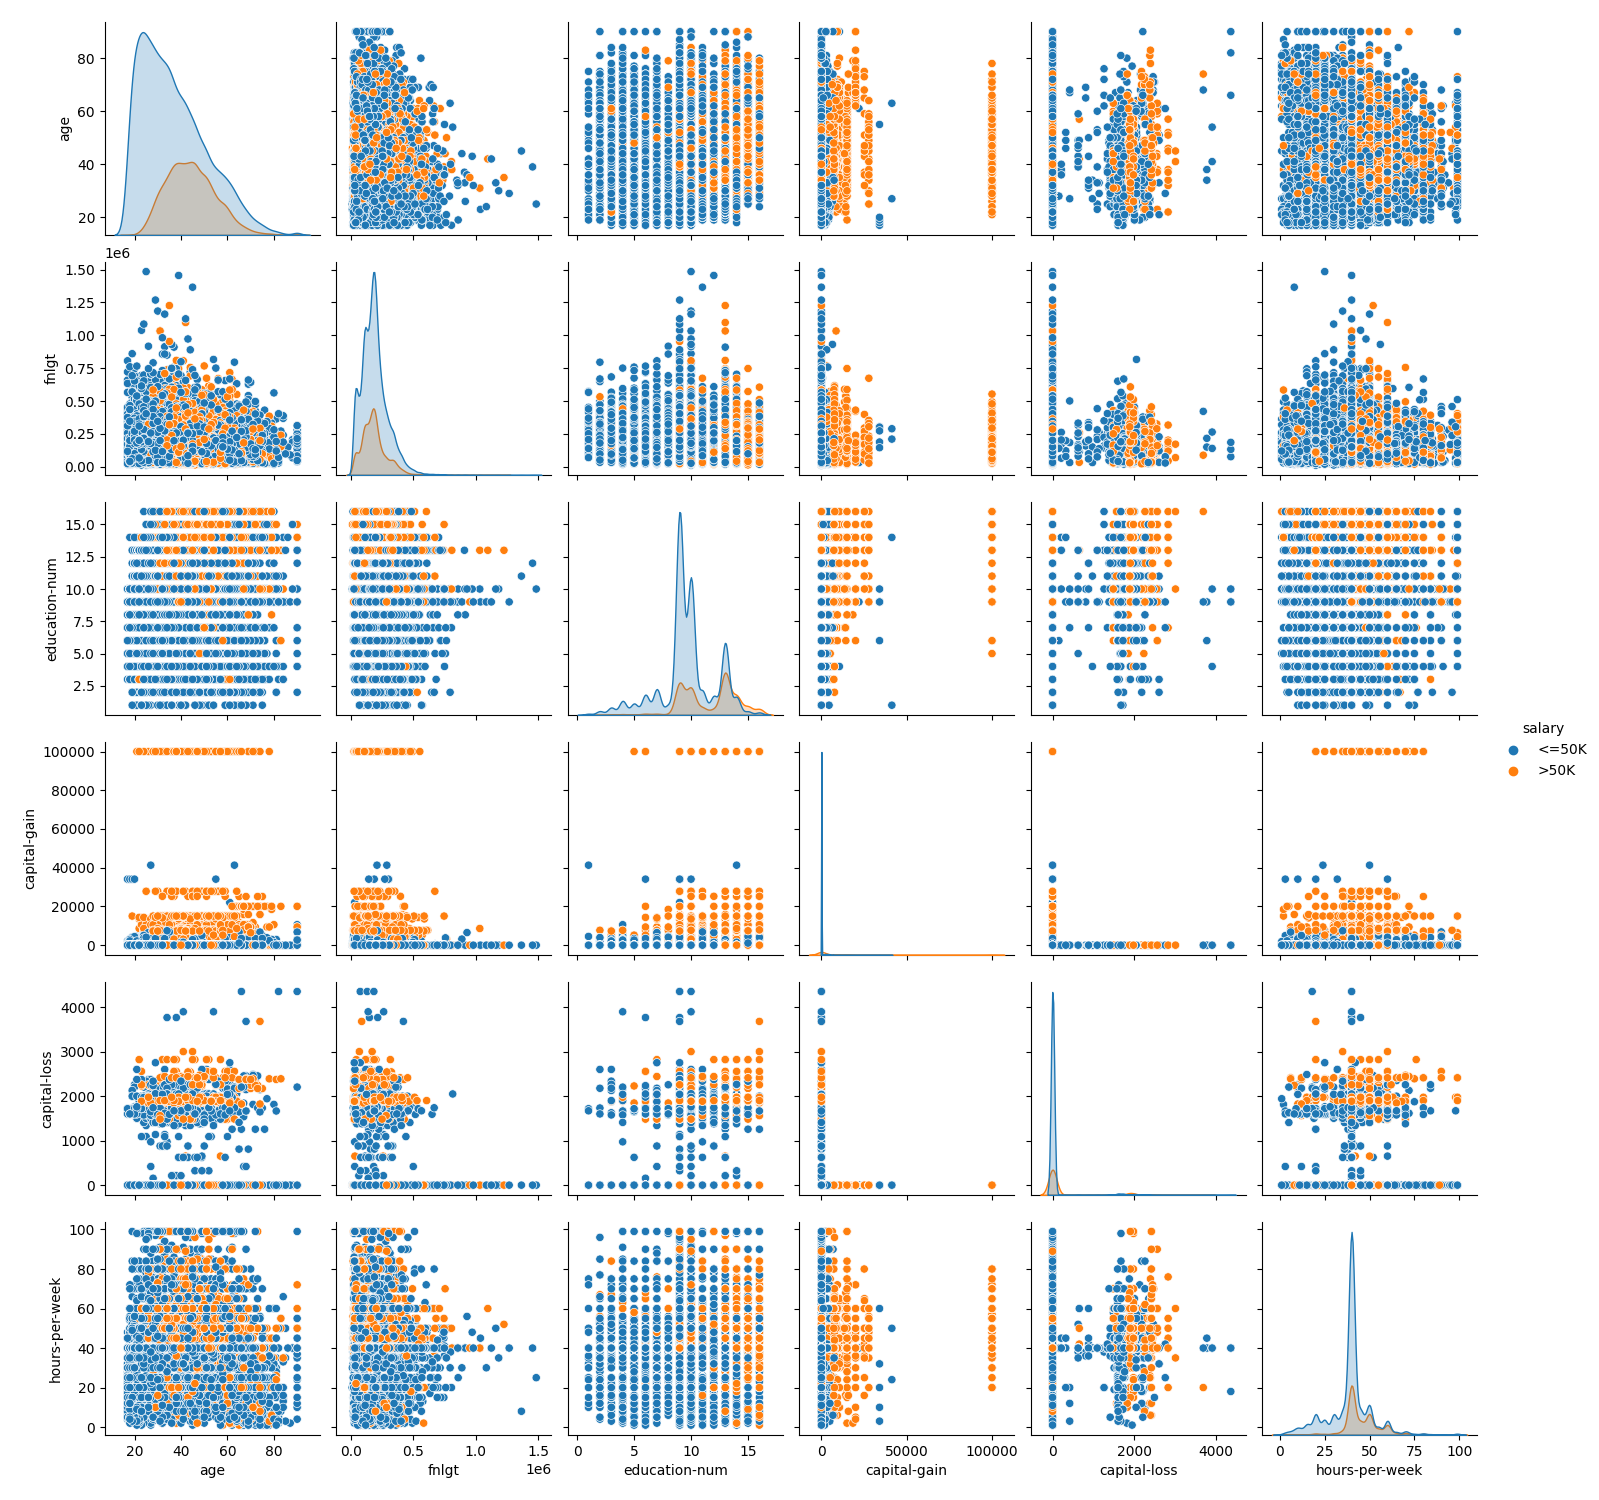 80
60
40
20
age
1e6
1.50
1.25
1.00
0.75
0.50
0.25
0.00
fnlgt
15.0
12.5
10.0
7.5
5.0
2.5
education-num
100000
80000
60000
40000
20000
0
capital-gain
salary
<=50K
>50K
4000
3000
2000
1000
0
capital-loss
100
80
60
40
20
0
hours-per-week
20 40 60 80
age
0.0 0.5 1.0 1.5
1e6
fnlgt
0 5 10 15
education-num
0 50000 100000
capital-gain
0 2000 4000
capital-loss
0 25 50 75 100
hours-per-week